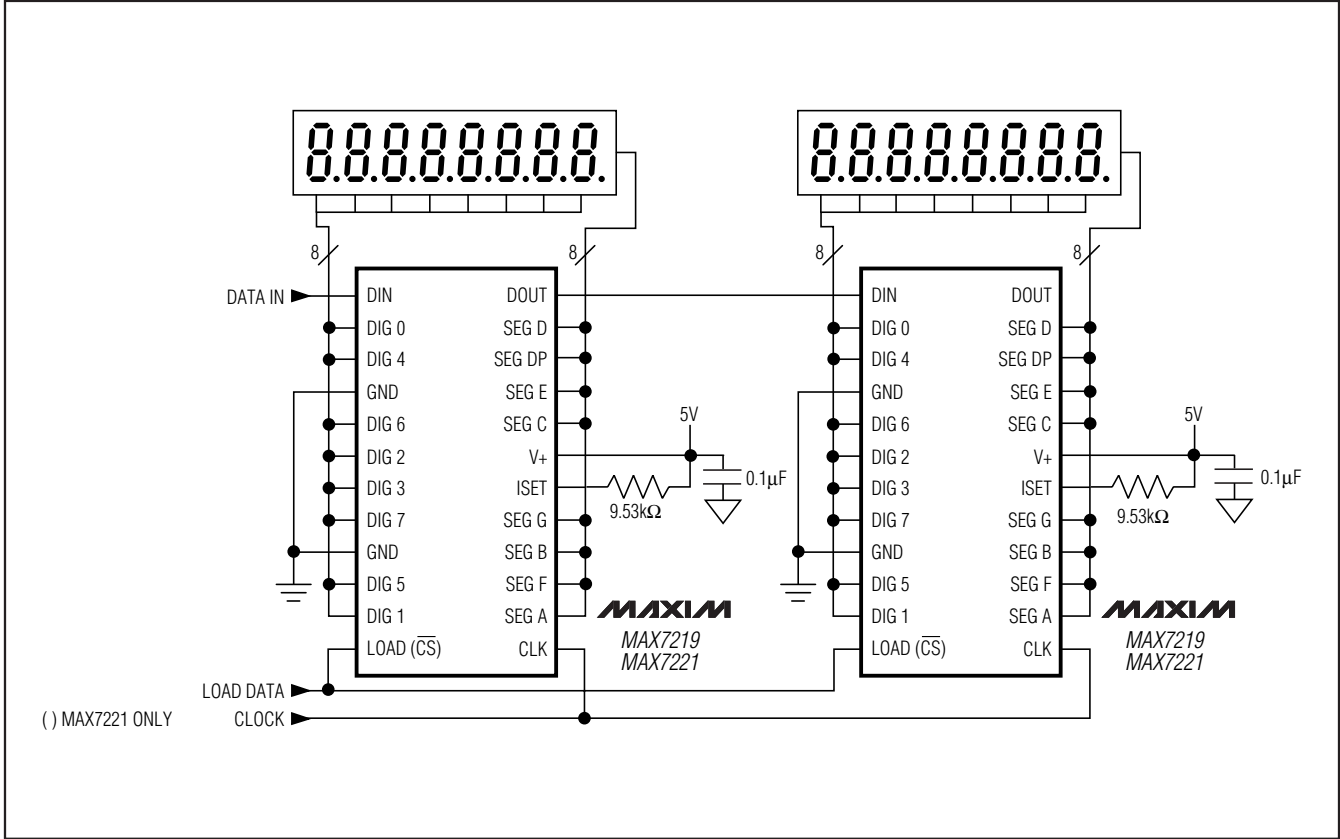 8.8.8.8.8.8.8.8.
8.8.8.8.8.8.8.8.
8
8
8
8
DATA IN
DIN
DOUT
DIG 0
SEG D
DIG 4
SEG DP
GND
SEG E
DIG 6
SEG C
DIG 2
V+
DIG 3
ISET
DIG 7
SEG G
GND
SEG B
DIG 5
SEG F
DIG 1
SEG A
LOAD (CS)
CLK
5V
0.1µF
9.53kΩ
MAXIM
MAX7219
MAX7221
DIN
DOUT
DIG 0
SEG D
DIG 4
SEG DP
GND
SEG E
DIG 6
SEG C
DIG 2
V+
DIG 3
ISET
DIG 7
SEG G
GND
SEG B
DIG 5
SEG F
DIG 1
SEG A
LOAD (CS)
CLK
5V
0.1µF
9.53kΩ
MAXIM
MAX7219
MAX7221
LOAD DATA
( ) MAX7221 ONLY
CLOCK